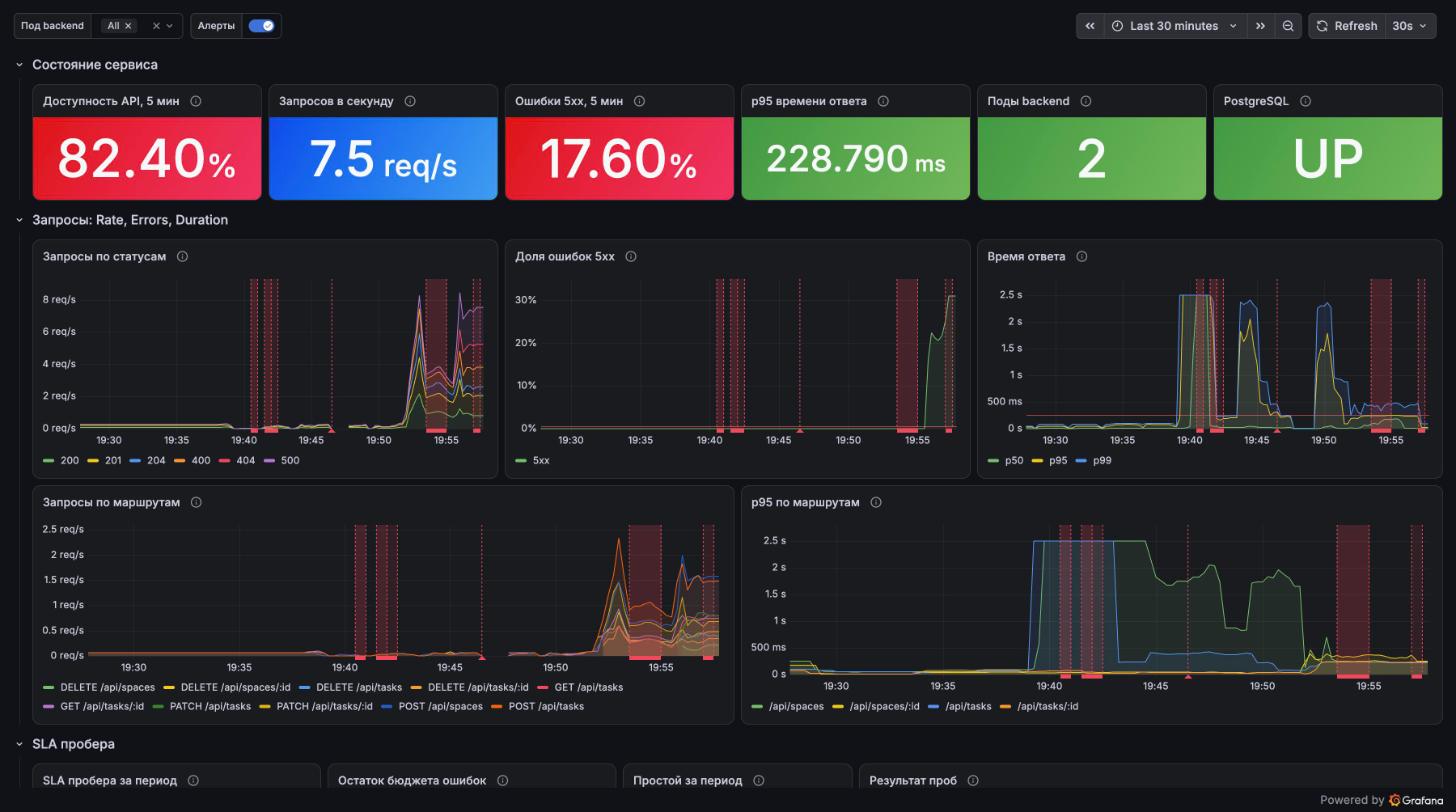 Под backend All × × Алерты
Last 30 minutes Refresh 30s
Состояние сервиса
Доступность API, 5 мин
82.40%
Запросов в секунду
7.5 req/s
Ошибки 5xx, 5 мин
17.60%
p95 времени ответа
228.790 ms
Поды backend
2
PostgreSQL
UP
Запросы: Rate, Errors, Duration
Запросы по статусам
8 req/s
6 req/s
4 req/s
2 req/s
0 req/s
19:30 19:35 19:40 19:45 19:50 19:55
200 201 204 400 404 500
Доля ошибок 5xx
30%
20%
10%
0%
19:30 19:35 19:40 19:45 19:50 19:55
5xx
Время ответа
2.5 s
2 s
1.5 s
1 s
500 ms
0 s
19:30 19:35 19:40 19:45 19:50 19:55
p50 p95 p99
Запросы по маршрутам
2.5 req/s
2 req/s
1.5 req/s
1 req/s
0.5 req/s
0 req/s
19:30 19:35 19:40 19:45 19:50 19:55
DELETE /api/spaces DELETE /api/spaces/:id DELETE /api/tasks DELETE /api/tasks/:id GET /api/tasks
GET /api/tasks/:id PATCH /api/tasks PATCH /api/tasks/:id POST /api/spaces POST /api/tasks
p95 по маршрутам
2.5 s
2 s
1.5 s
1 s
500 ms
0 s
19:30 19:35 19:40 19:45 19:50 19:55
/api/spaces /api/spaces/:id /api/tasks /api/tasks/:id
SLA пробера
SLA пробера за период
Остаток бюджета ошибок
Простой за период
Результат проб
Powered by Grafana